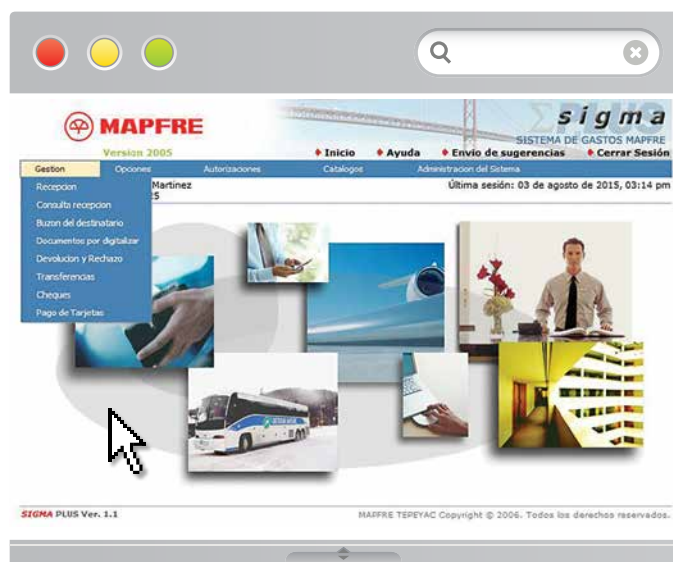 MAPFRE
ΣPLUS
sigma
SISTEMA DE GASTOS MAPFRE
Version 2005
Inicio Ayuda Envio de sugerencias Cerrar Sesión
Gestion Opciones Autorizaciones Catalogos Administracion del Sistema
Martinez Última sesión: 03 de agosto de 2015, 03:14 pm
Recepcion
Consulta recepcion
Buzon del destinatario
Documentos por digitalizar
Devolucion y Rechazo
Transferencias
Cheques
Pago de Tarjetas
SIGMA PLUS Ver. 1.1 MAPFRE TEPEYAC Copyright © 2006. Todos los derechos reservados.